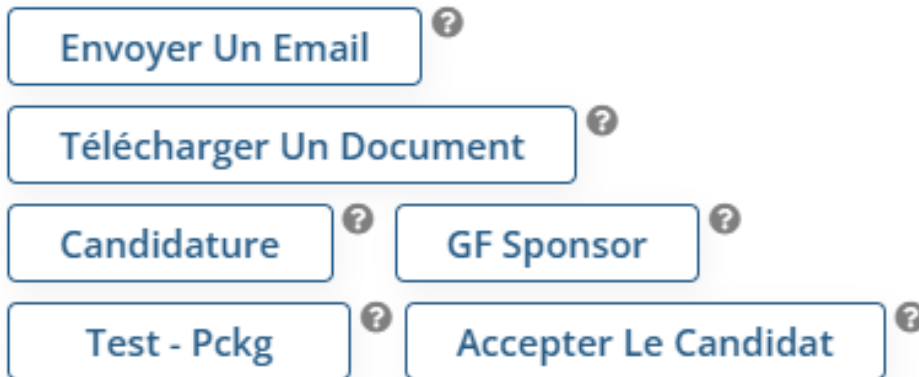 Envoyer Un Email ?
Télécharger Un Document ?
Candidature ? GF Sponsor ?
Test - Pckg ? Accepter Le Candidat ?